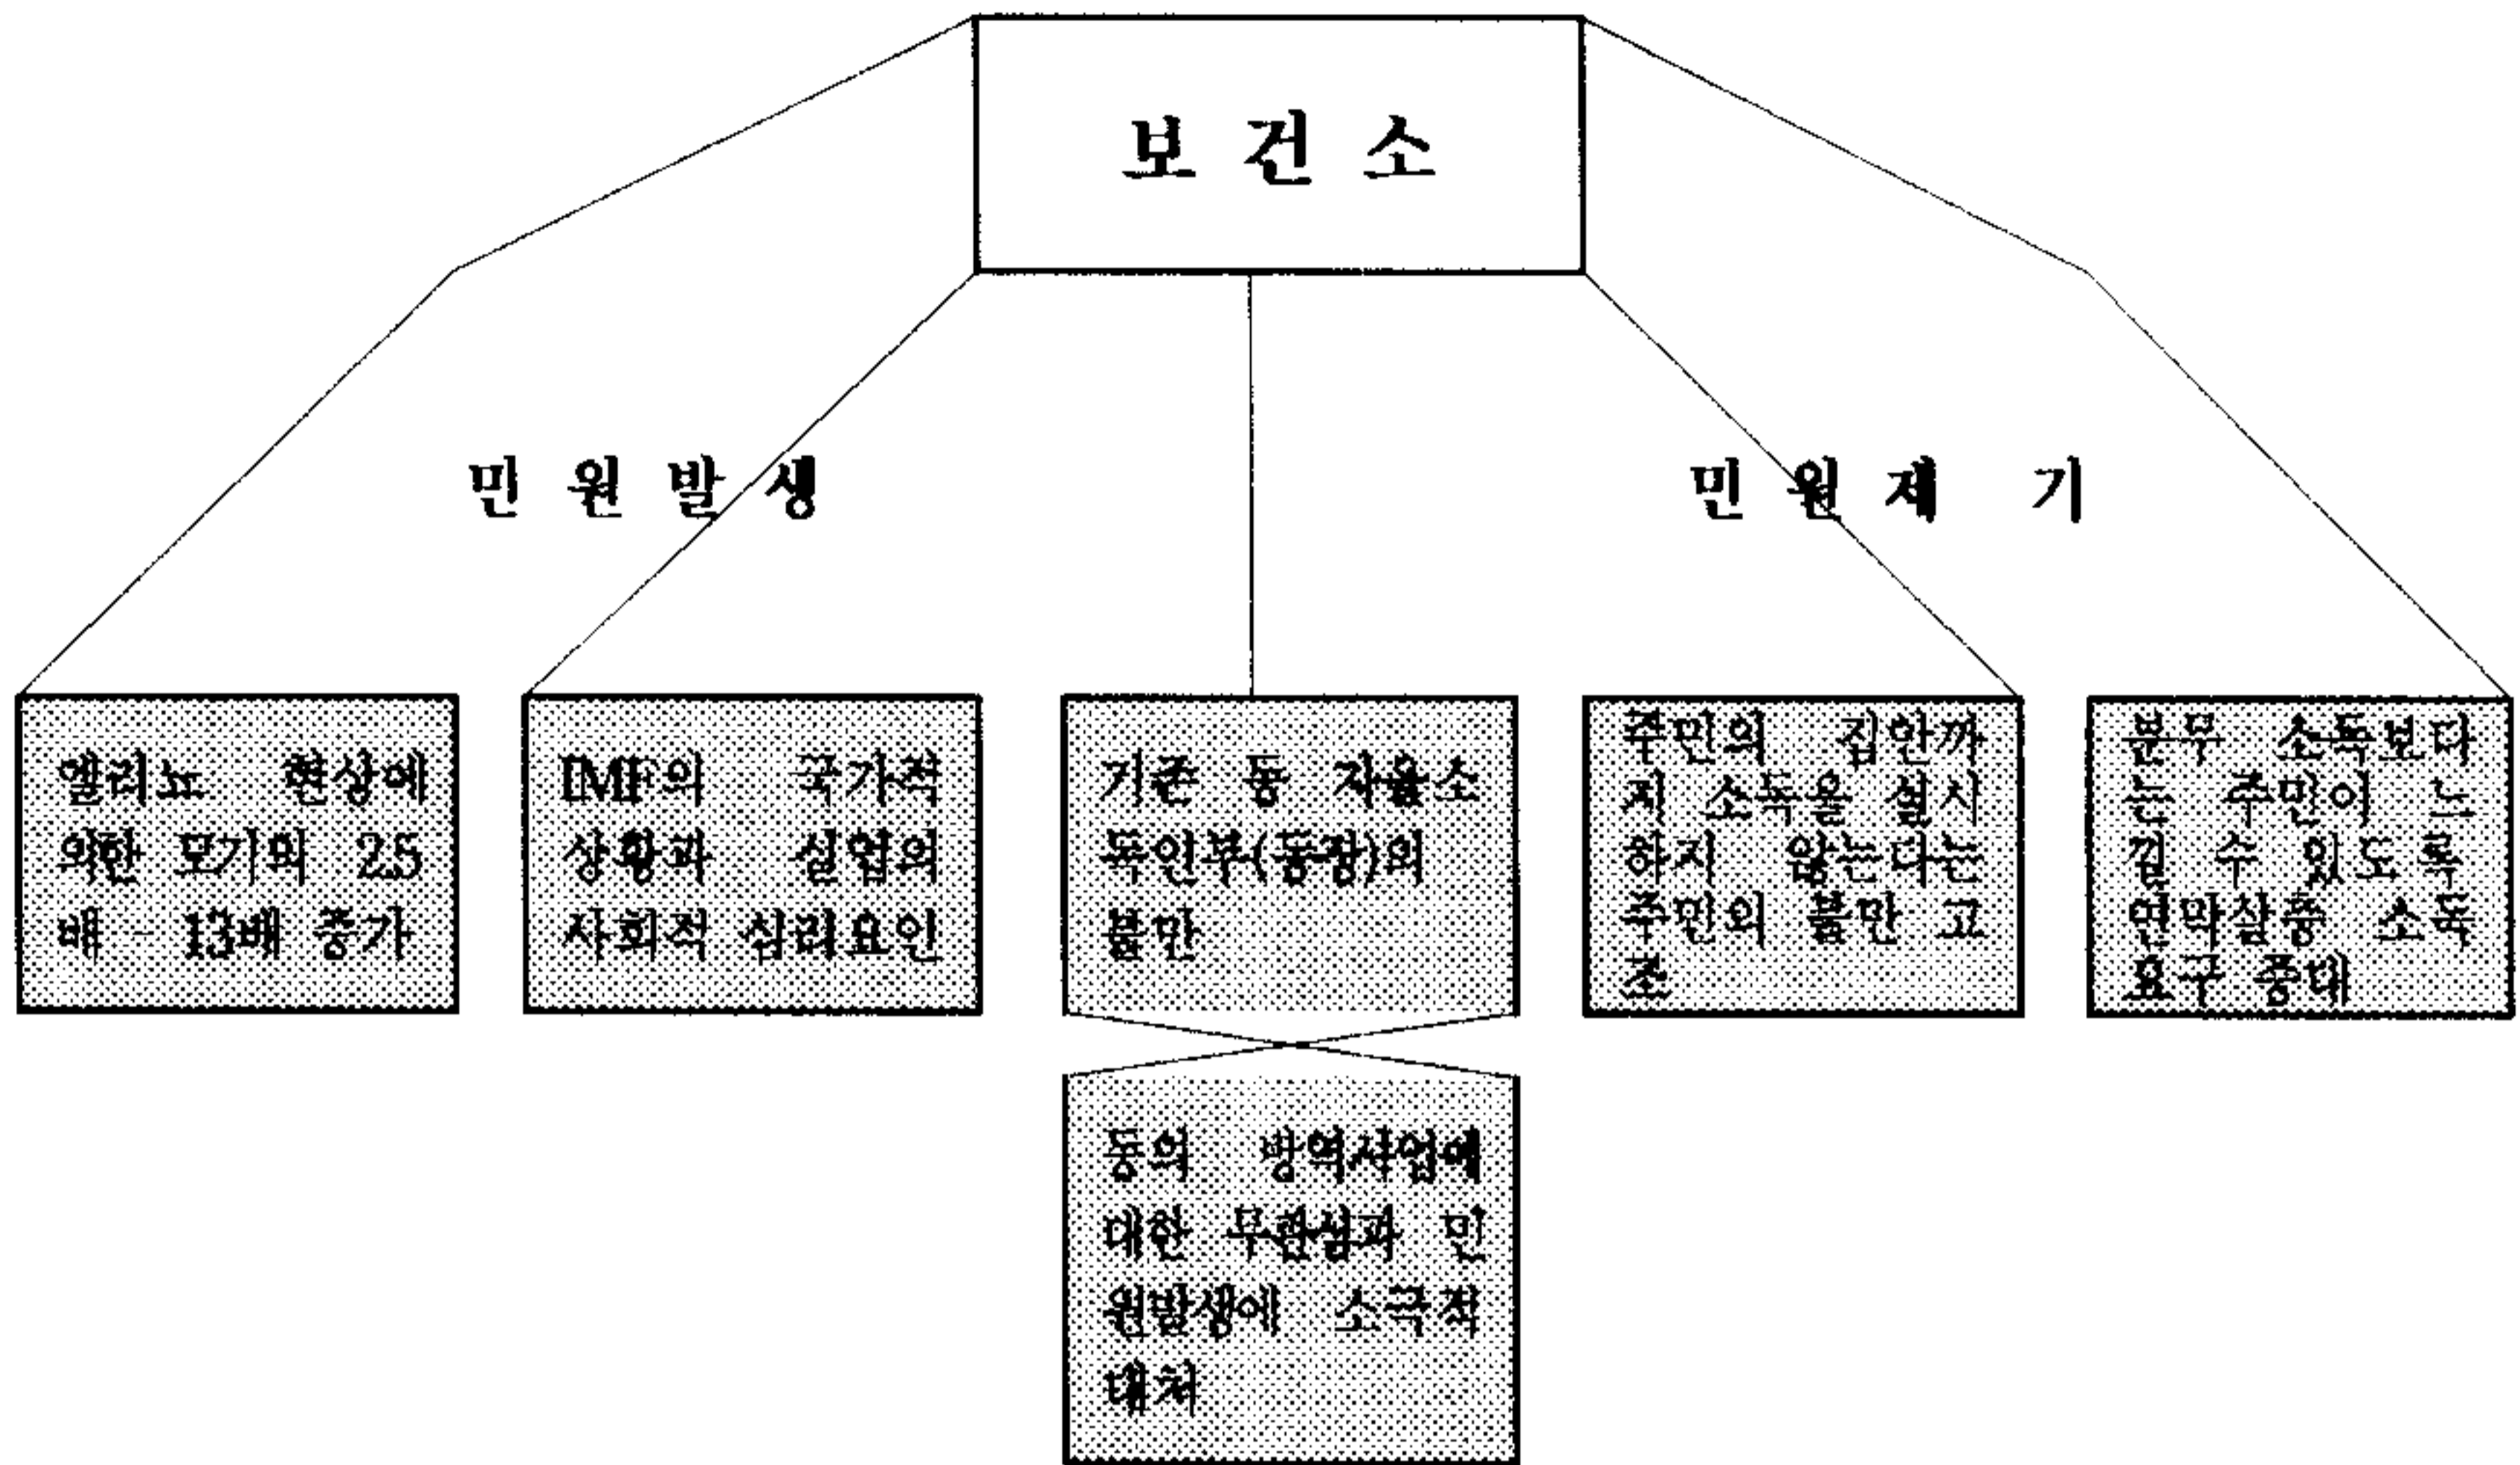 보 건 소
민 원 발 생
민 원 제 기
엘리뇨 현상에
의한 모기의 2.5
배 - 13배 증가
IMF의 국가적
상황과 실업의
사회적 심리요인
기존 동 자율소
독인부(동장)의
불만
주민의 집안까
지 소독을 실시
하지 않는다는
주민의 불만 고
조
분무 소독보다
는 주민이 느
낄 수 있도록
연막살충 소독
요구 증대
동의 방역사업에
대한 무관심과 민
원발생에 소극적
대처